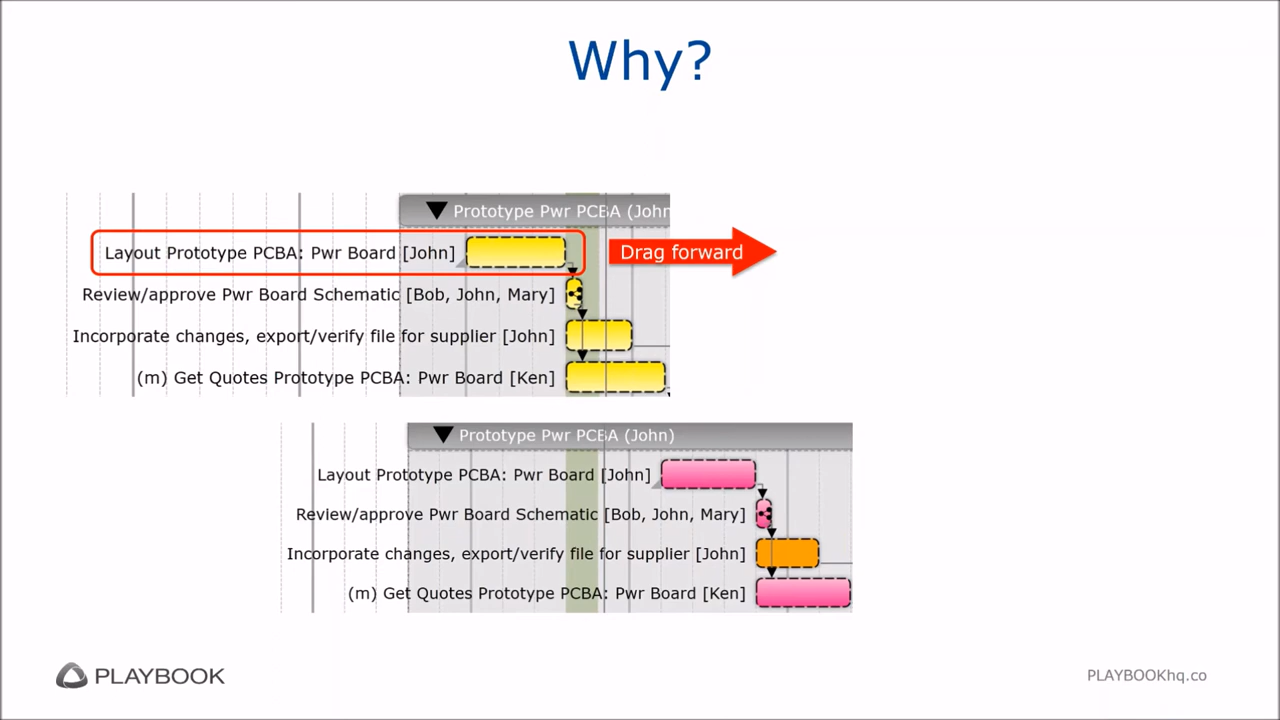 Why?
Prototype Pwr PCBA (John
Layout Prototype PCBA: Pwr Board [John]
Drag forward
Review/approve Pwr Board Schematic [Bob, John, Mary]
Incorporate changes, export/verify file for supplier [John]
(m) Get Quotes Prototype PCBA: Pwr Board [Ken]
Prototype Pwr PCBA (John)
Layout Prototype PCBA: Pwr Board [John]
Review/approve Pwr Board Schematic [Bob, John, Mary]
Incorporate changes, export/verify file for supplier [John]
(m) Get Quotes Prototype PCBA: Pwr Board [Ken]
PLAYBOOK
PLAYBOOKhq.co